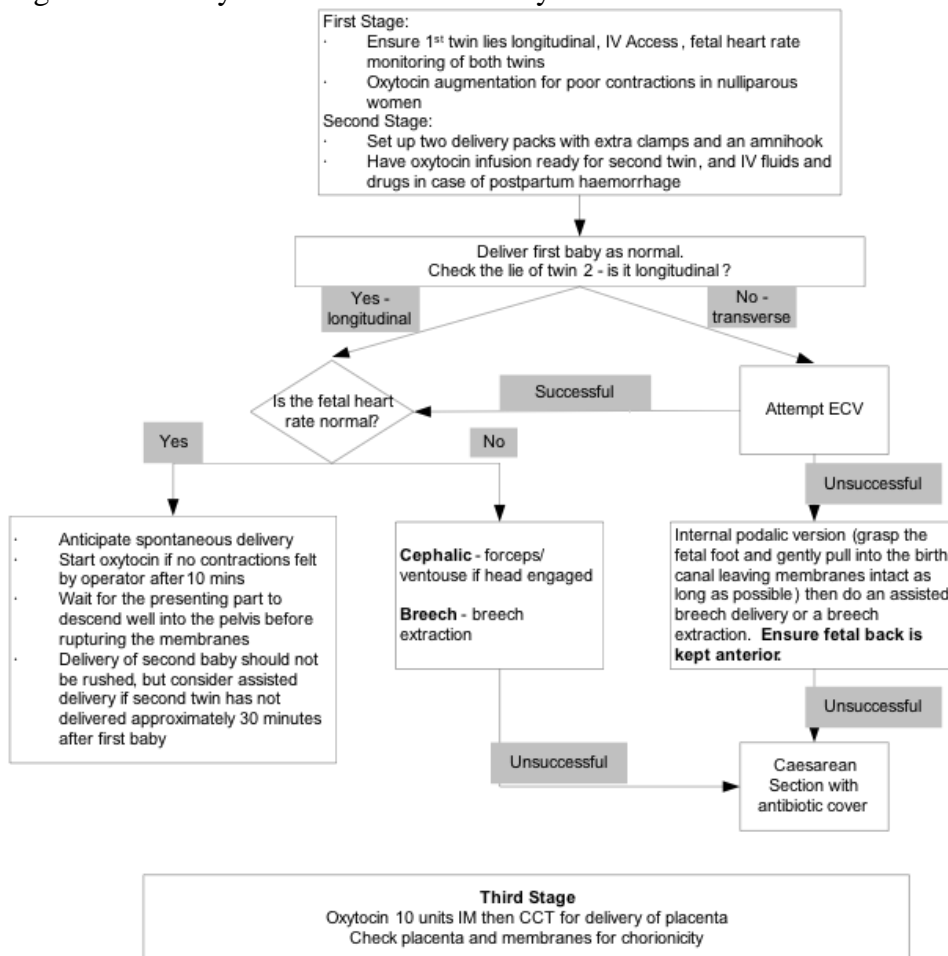 First Stage:
· Ensure 1st twin lies longitudinal, IV Access, fetal heart rate
monitoring of both twins
· Oxytocin augmentation for poor contractions in nulliparous
women
Second Stage:
· Set up two delivery packs with extra clamps and an amnihook
· Have oxytocin infusion ready for second twin, and IV fluids and
drugs in case of postpartum haemorrhage
Deliver first baby as normal.
Check the lie of twin 2 - is it longitudinal?
Yes -
longitudinal
No -
transverse
Is the fetal heart
rate normal?
Successful
Attempt ECV
Yes
No
Unsuccessful
· Anticipate spontaneous delivery
· Start oxytocin if no contractions felt
by operator after 10 mins
· Wait for the presenting part to
descend well into the pelvis before
rupturing the membranes
· Delivery of second baby should not
be rushed, but consider assisted
delivery if second twin has not
delivered approximately 30 minutes
after first baby
Cephalic - forceps/
ventouse if head engaged
Breech - breech
extraction
Internal podalic version (grasp the
fetal foot and gently pull into the birth
canal leaving membranes intact as
long as possible) then do an assisted
breech delivery or a breech
extraction. Ensure fetal back is
kept anterior.
Unsuccessful
Unsuccessful
Caesarean
Section with
antibiotic cover
Third Stage
Oxytocin 10 units IM then CCT for delivery of placenta
Check placenta and membranes for chorionicity